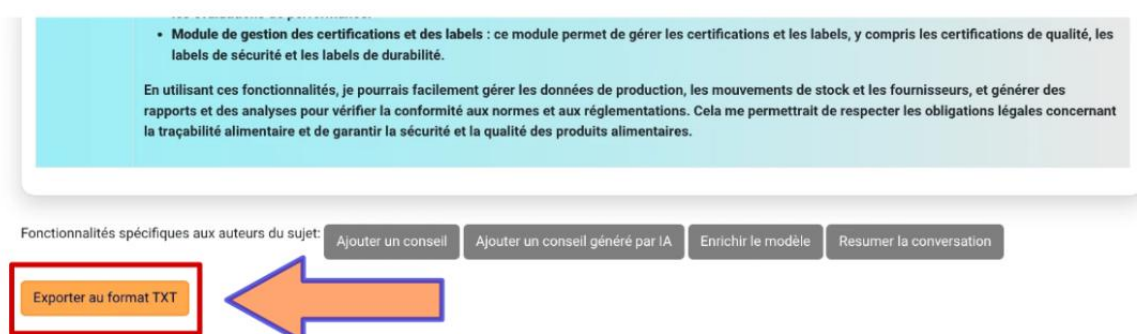 • Module de gestion des certifications et des labels : ce module permet de gérer les certifications et les labels, y compris les certifications de qualité, les
labels de sécurité et les labels de durabilité.
En utilisant ces fonctionnalités, je pourrais facilement gérer les données de production, les mouvements de stock et les fournisseurs, et générer des
rapports et des analyses pour vérifier la conformité aux normes et aux réglementations. Cela me permettrait de respecter les obligations légales concernant
la traçabilité alimentaire et de garantir la sécurité et la qualité des produits alimentaires.
Fonctionnalités spécifiques aux auteurs du sujet: Ajouter un conseil Ajouter un conseil généré par IA Enrichir le modèle Resumer la conversation
Exporter au format TXT